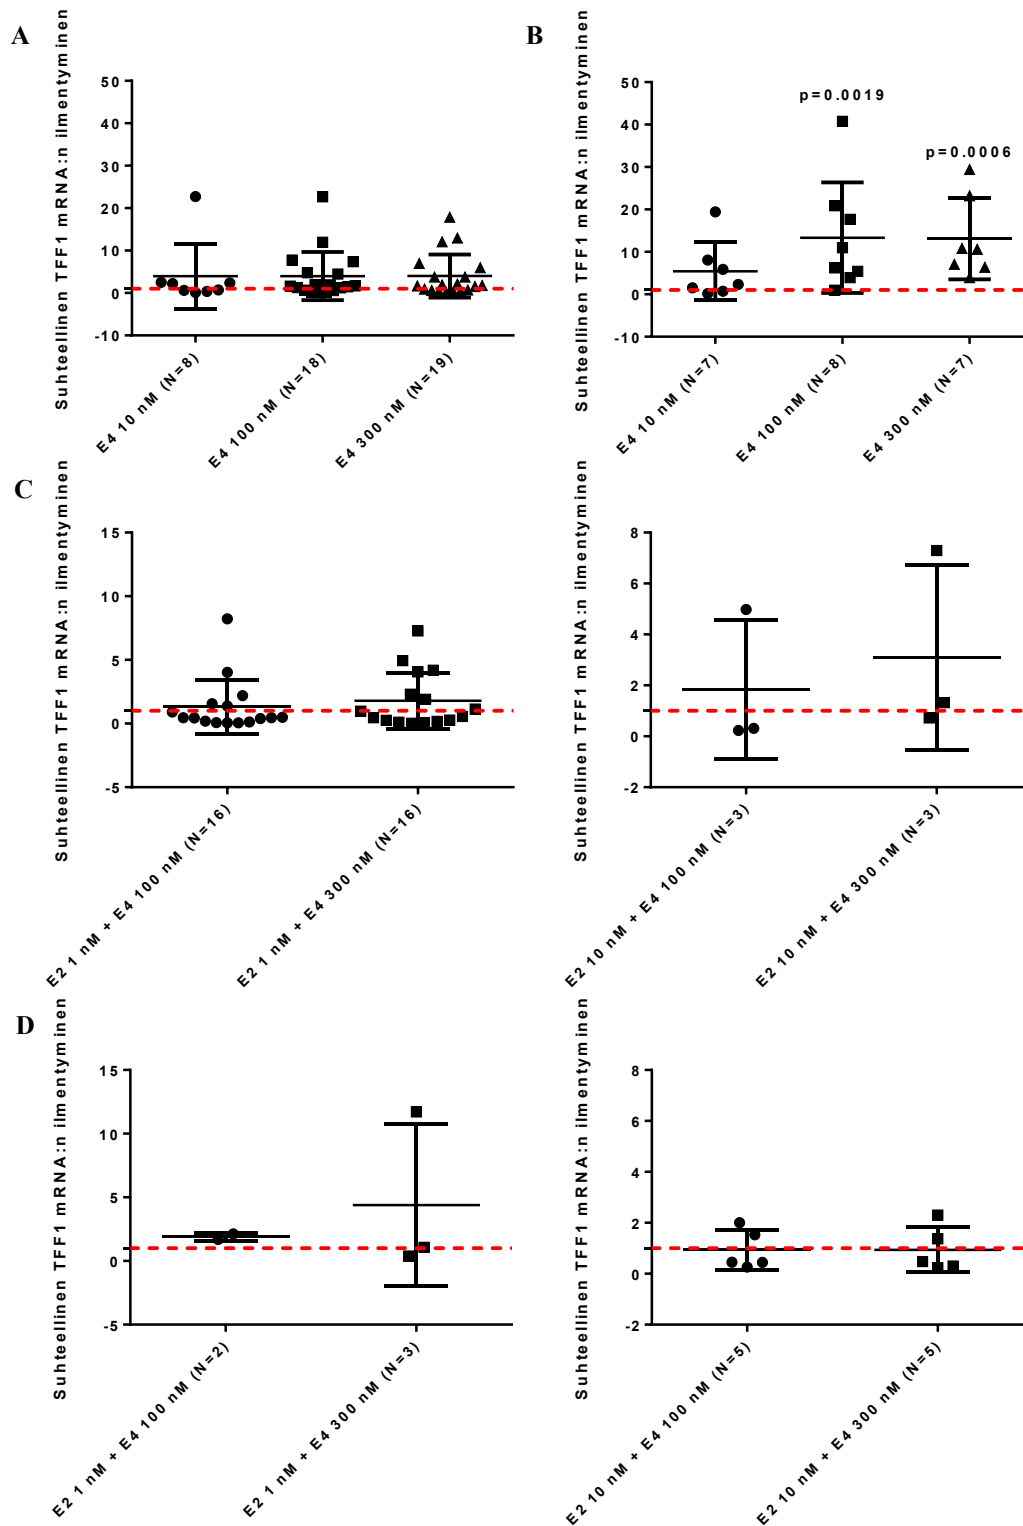 A
Suhteellinen TFF1 mRNA:n ilmentyminen
50
40
30
20
10
0
-10
E4 10 nM (N=8)
E4 100 nM (N=18)
E4 300 nM (N=19)
B
Suhteellinen TFF1 mRNA:n ilmentyminen
50
40
30
20
10
0
-10
p=0.0019
p=0.0006
E4 10 nM (N=7)
E4 100 nM (N=8)
E4 300 nM (N=7)
C
Suhteellinen TFF1 mRNA:n ilmentyminen
15
10
5
0
-5
E2 1 nM + E4 100 nM (N=16)
E2 1 nM + E4 300 nM (N=16)
Suhteellinen TFF1 mRNA:n ilmentyminen
8
6
4
2
0
-2
E2 10 nM + E4 100 nM (N=3)
E2 10 nM + E4 300 nM (N=3)
D
Suhteellinen TFF1 mRNA:n ilmentyminen
15
10
5
0
-5
E2 1 nM + E4 100 nM (N=2)
E2 1 nM + E4 300 nM (N=3)
Suhteellinen TFF1 mRNA:n ilmentyminen
8
6
4
2
0
-2
E2 10 nM + E4 100 nM (N=5)
E2 10 nM + E4 300 nM (N=5)